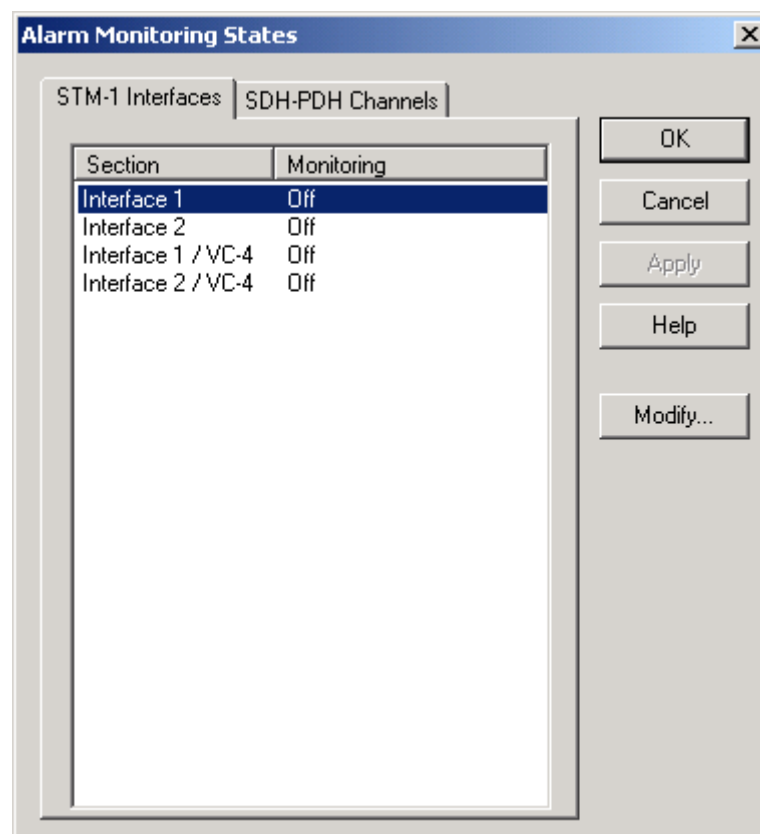 Alarm Monitoring States
STM-1 Interfaces SDH-PDH Channels
Section Monitoring
Interface 1 Off
Interface 2 Off
Interface 1 / VC-4 Off
Interface 2 / VC-4 Off
OK
Cancel
Apply
Help
Modify...